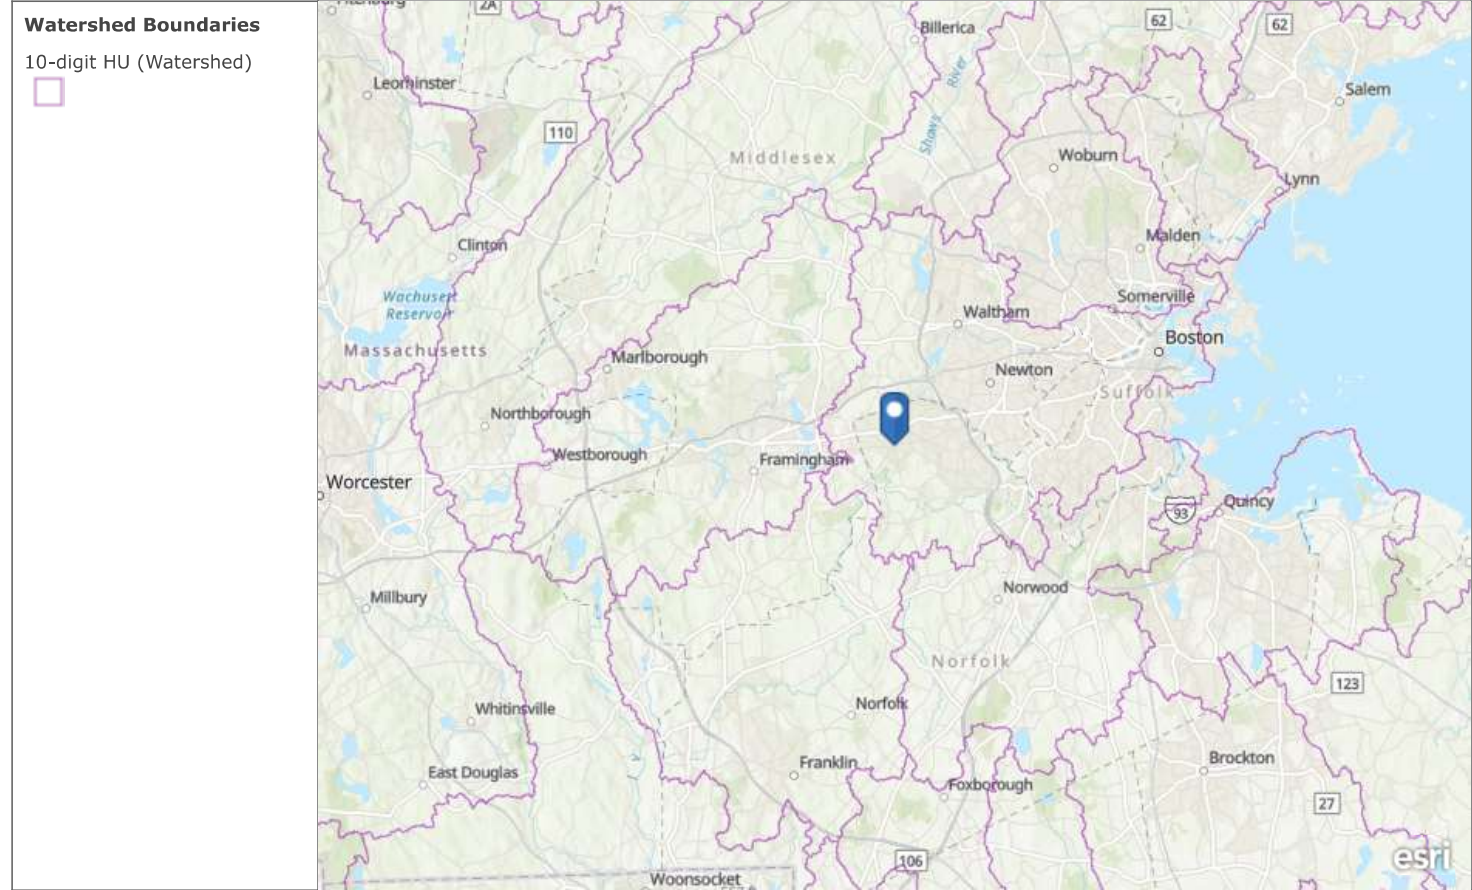 Watershed Boundaries
10-digit HU (Watershed)
2A
Billerica
62
62
River
Leominster
Salem
110
Shaws
Middlesex
Woburn
Lynn
Malden
Clinton
Wachusett
Reservoir
Somerville
Waltham
Boston
Massachusetts
Marlborough
Newton
Suffolk
Northborough
Westborough
Framingham
Worcester
Quincy
93
Norwood
Millbury
Norfolk
123
Norfolk
Whitinsville
Brockton
Franklin
East Douglas
Foxborough
27
106
esri
Woonsocket